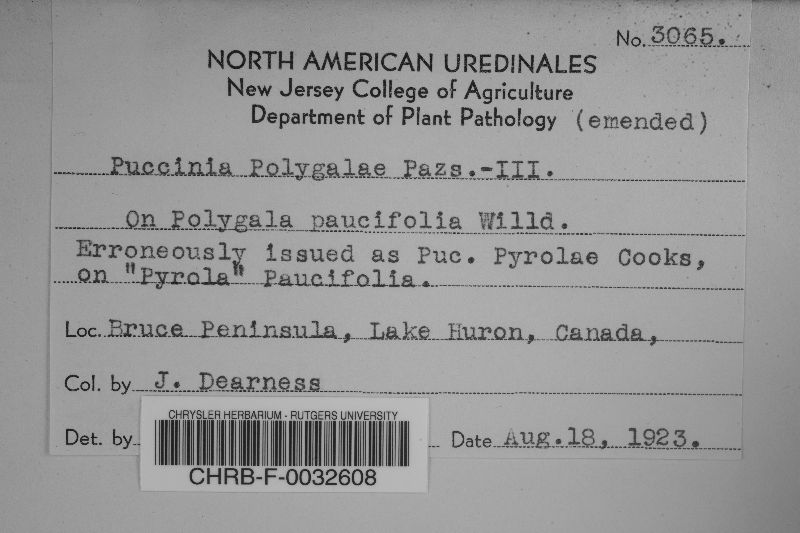 No. 3065.
NORTH AMERICAN UREDINALES
New Jersey College of Agriculture
Department of Plant Pathology (emended)
Puccinia Polygalae Pazs.-III.
On Polygala paucifolia Willd.
Erroneously issued as Puc. Pyrolae Cooks,
on "Pyrola" Paucifolia.
Loc. Bruce Peninsula, Lake Huron, Canada,
Col. by J. Dearness
Det. by Date Aug.18, 1923.
CHRYSLER HERBARIUM - RUTGERS UNIVERSITY
CHRB-F-0032608